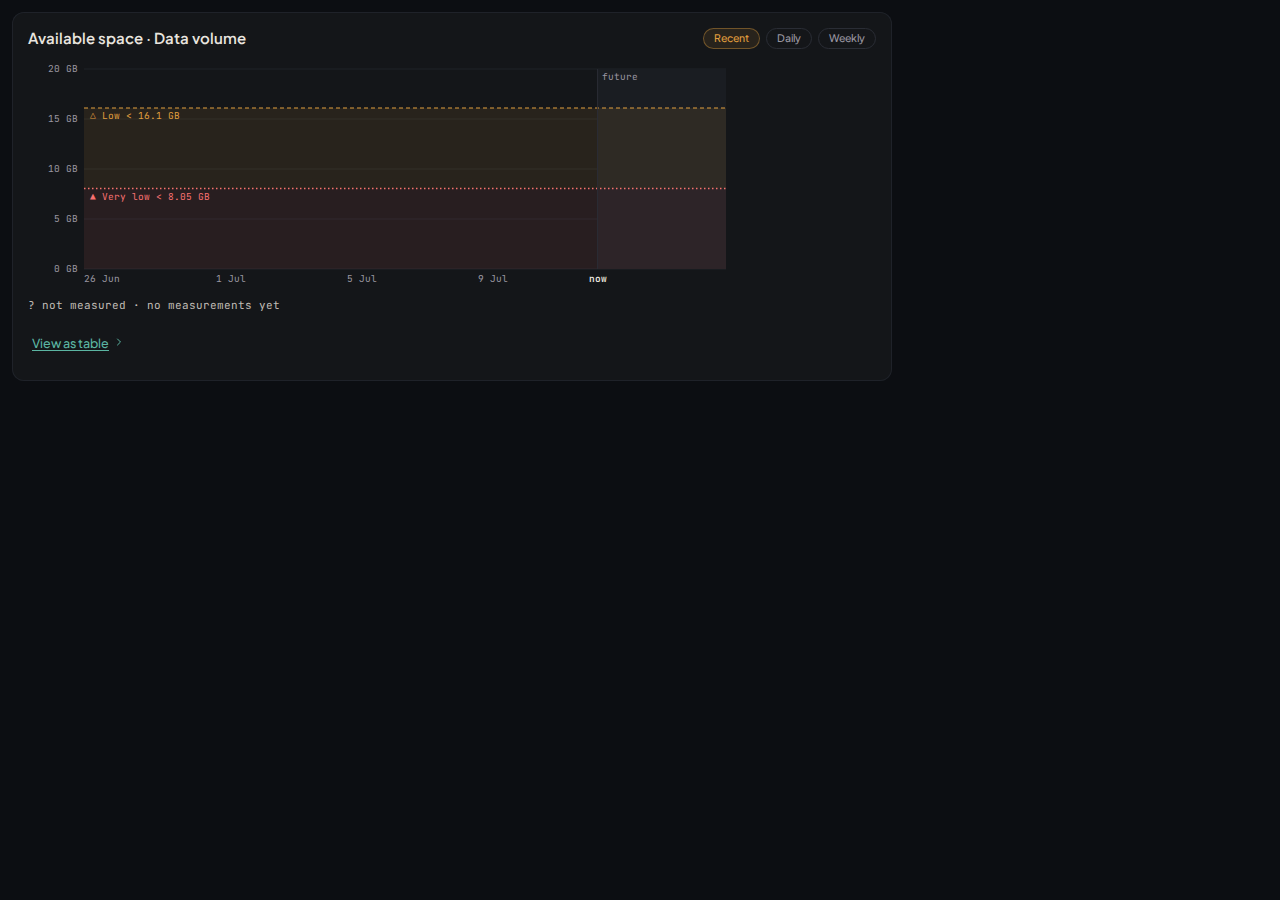 Available space · Data volume
Recent Daily Weekly
20 GB
future
△ Low < 16.1 GB
15 GB
10 GB
▲ Very low < 8.05 GB
5 GB
0 GB
26 Jun 1 Jul 5 Jul 9 Jul now
? not measured · no measurements yet
View as table >